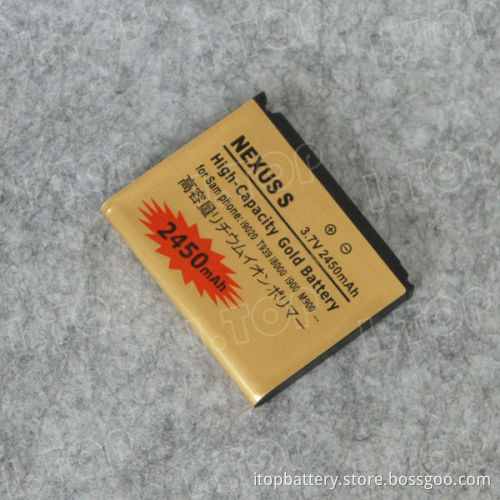 NEXUS S
High-Capacity Gold Battery
for Sam phone: i9020 T939 i8000 i900 M900 ...
高容量リチウムイオンポリマー
2450mAh
3.7V 2450mAh
I.TOP
itopbattery.store.bossgoo.com